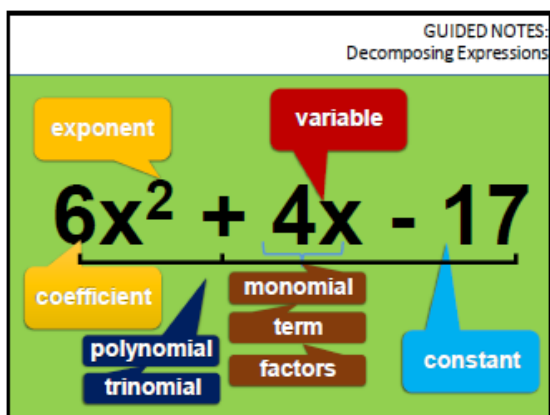 GUIDED NOTES:
Decomposing Expressions
exponent
variable
6x² + 4x - 17
coefficient
monomial
term
factors
polynomial
trinomial
constant